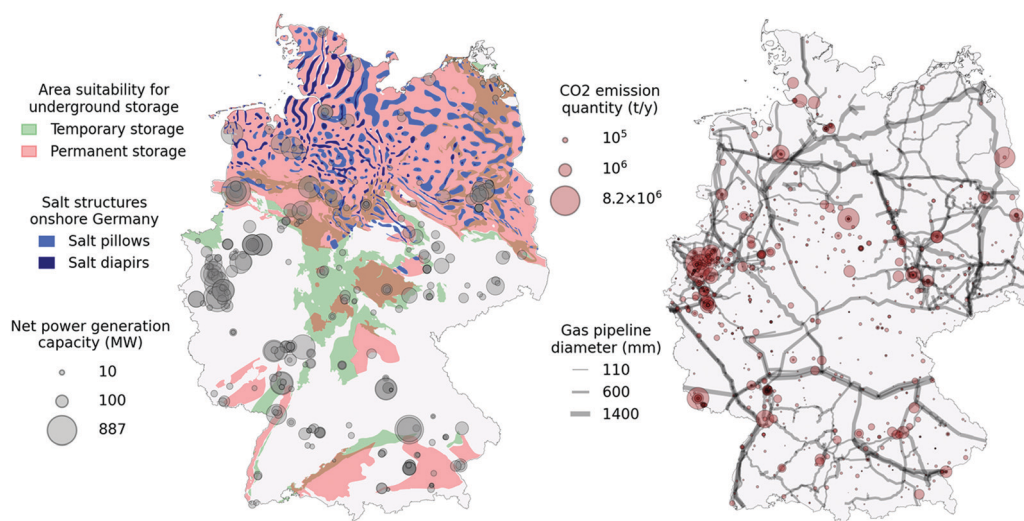 Area suitability for
underground storage
Temporary storage
Permanent storage
Salt structures
onshore Germany
Salt pillows
Salt diapirs
Net power generation
capacity (MW)
10
100
887
CO2 emission
quantity (t/y)
10⁵
10⁶
8.2×10⁶
Gas pipeline
diameter (mm)
110
600
1400